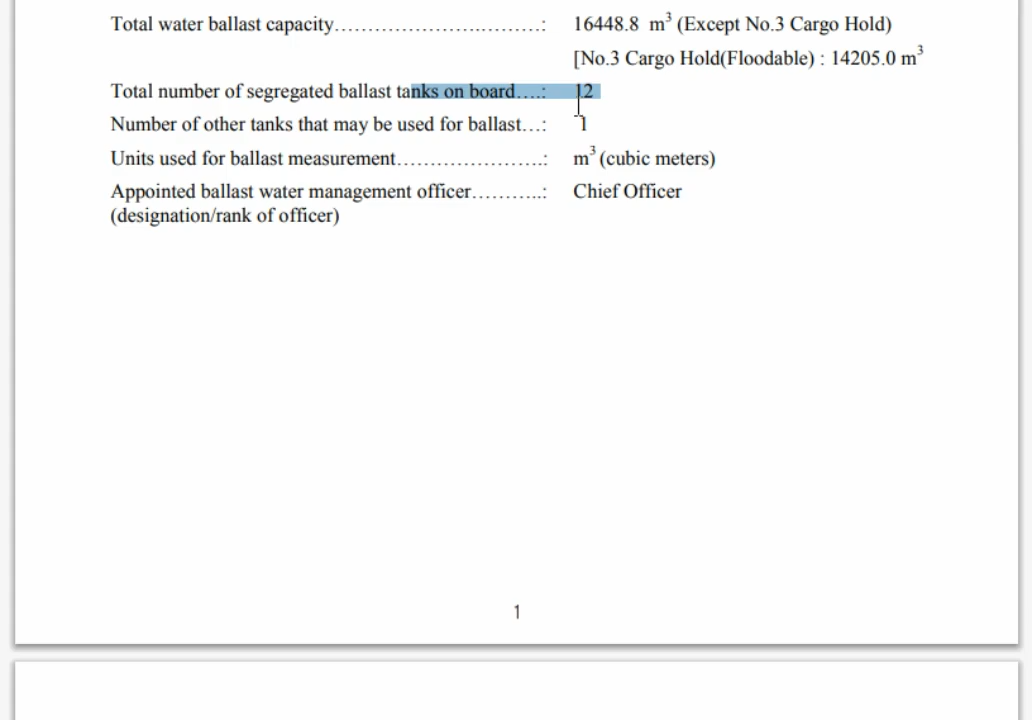 Total water ballast capacity................................: 16448.8 m³ (Except No.3 Cargo Hold)
[No.3 Cargo Hold(Floodable) : 14205.0 m³
Total number of segregated ballast tanks on board....: 12
Number of other tanks that may be used for ballast...: 1
Units used for ballast measurement.......................: m³ (cubic meters)
Appointed ballast water management officer...........: Chief Officer
(designation/rank of officer)
1